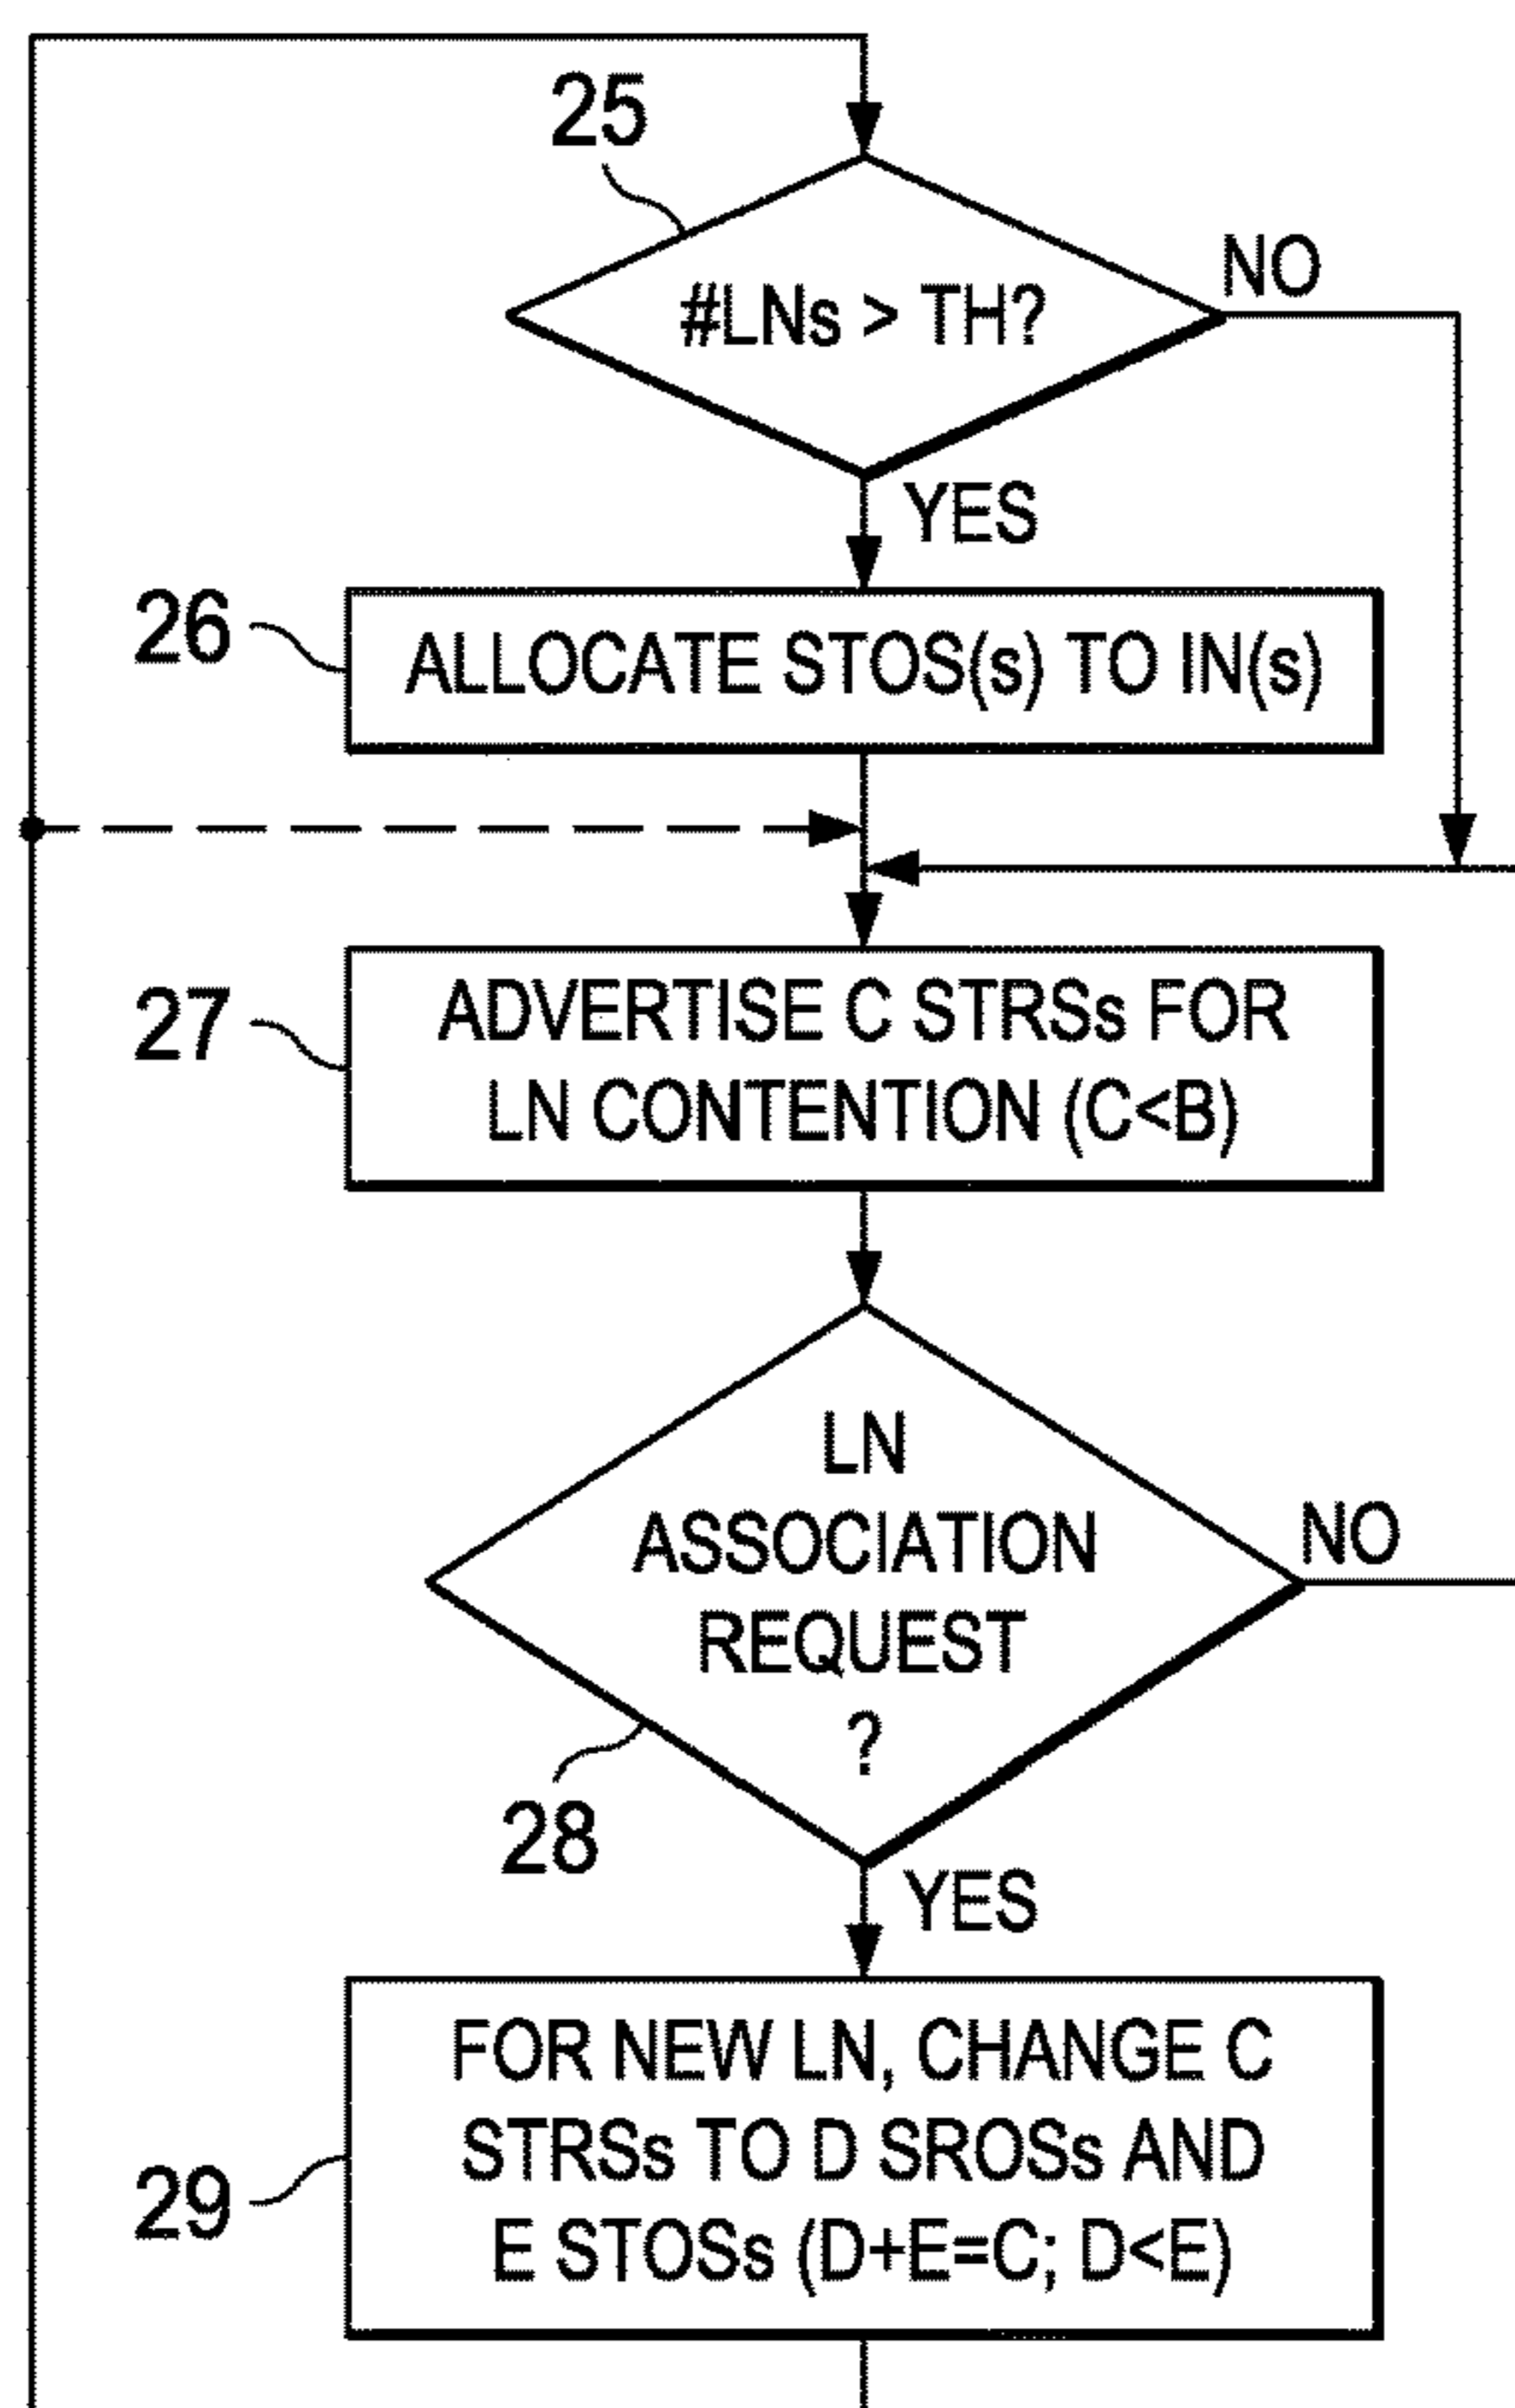 25
#LNs > TH?
NO
YES
26
ALLOCATE STOS(s) TO IN(s)
27
ADVERTISE C STRSs FOR
LN CONTENTION (C<B)
LN
ASSOCIATION
REQUEST
?
NO
28
YES
29
FOR NEW LN, CHANGE C
STRSs TO D SROSs AND
E STOSs (D+E=C; D<E)